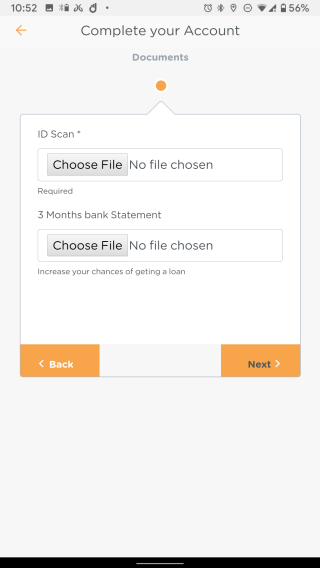 10:52
56%
Complete your Account
Documents
ID Scan *
Choose File No file chosen
Required
3 Months bank Statement
Choose File No file chosen
Increase your chances of geting a loan
Back
Next